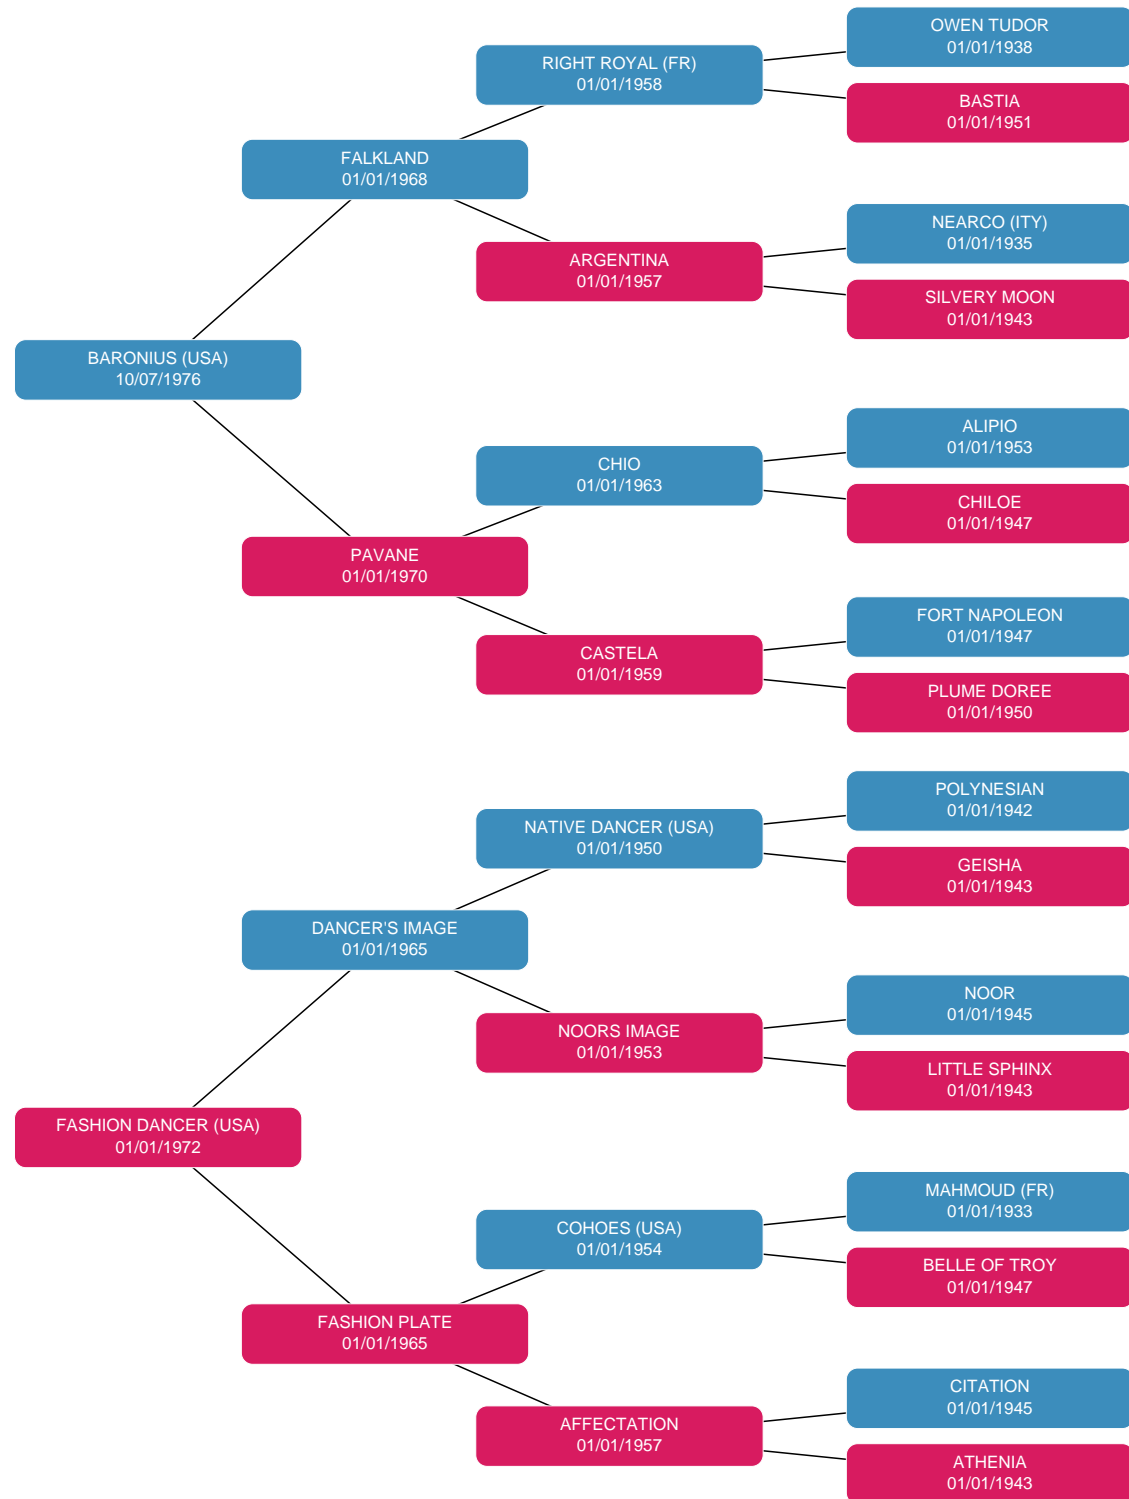 OWEN TUDOR
01/01/1938
RIGHT ROYAL (FR)
01/01/1958
BASTIA
01/01/1951
FALKLAND
01/01/1968
NEARCO (ITY)
01/01/1935
ARGENTINA
01/01/1957
SILVERY MOON
01/01/1943
BARONIUS (USA)
10/07/1976
ALIPIO
01/01/1953
CHIO
01/01/1963
CHILOE
01/01/1947
PAVANE
01/01/1970
FORT NAPOLEON
01/01/1947
CASTELA
01/01/1959
PLUME DOREE
01/01/1950
POLYNESIAN
01/01/1942
NATIVE DANCER (USA)
01/01/1950
GEISHA
01/01/1943
DANCER'S IMAGE
01/01/1965
NOOR
01/01/1945
NOORS IMAGE
01/01/1953
LITTLE SPHINX
01/01/1943
FASHION DANCER (USA)
01/01/1972
MAHMOUD (FR)
01/01/1933
COHOES (USA)
01/01/1954
BELLE OF TROY
01/01/1947
FASHION PLATE
01/01/1965
CITATION
01/01/1945
AFFECTATION
01/01/1957
ATHENIA
01/01/1943